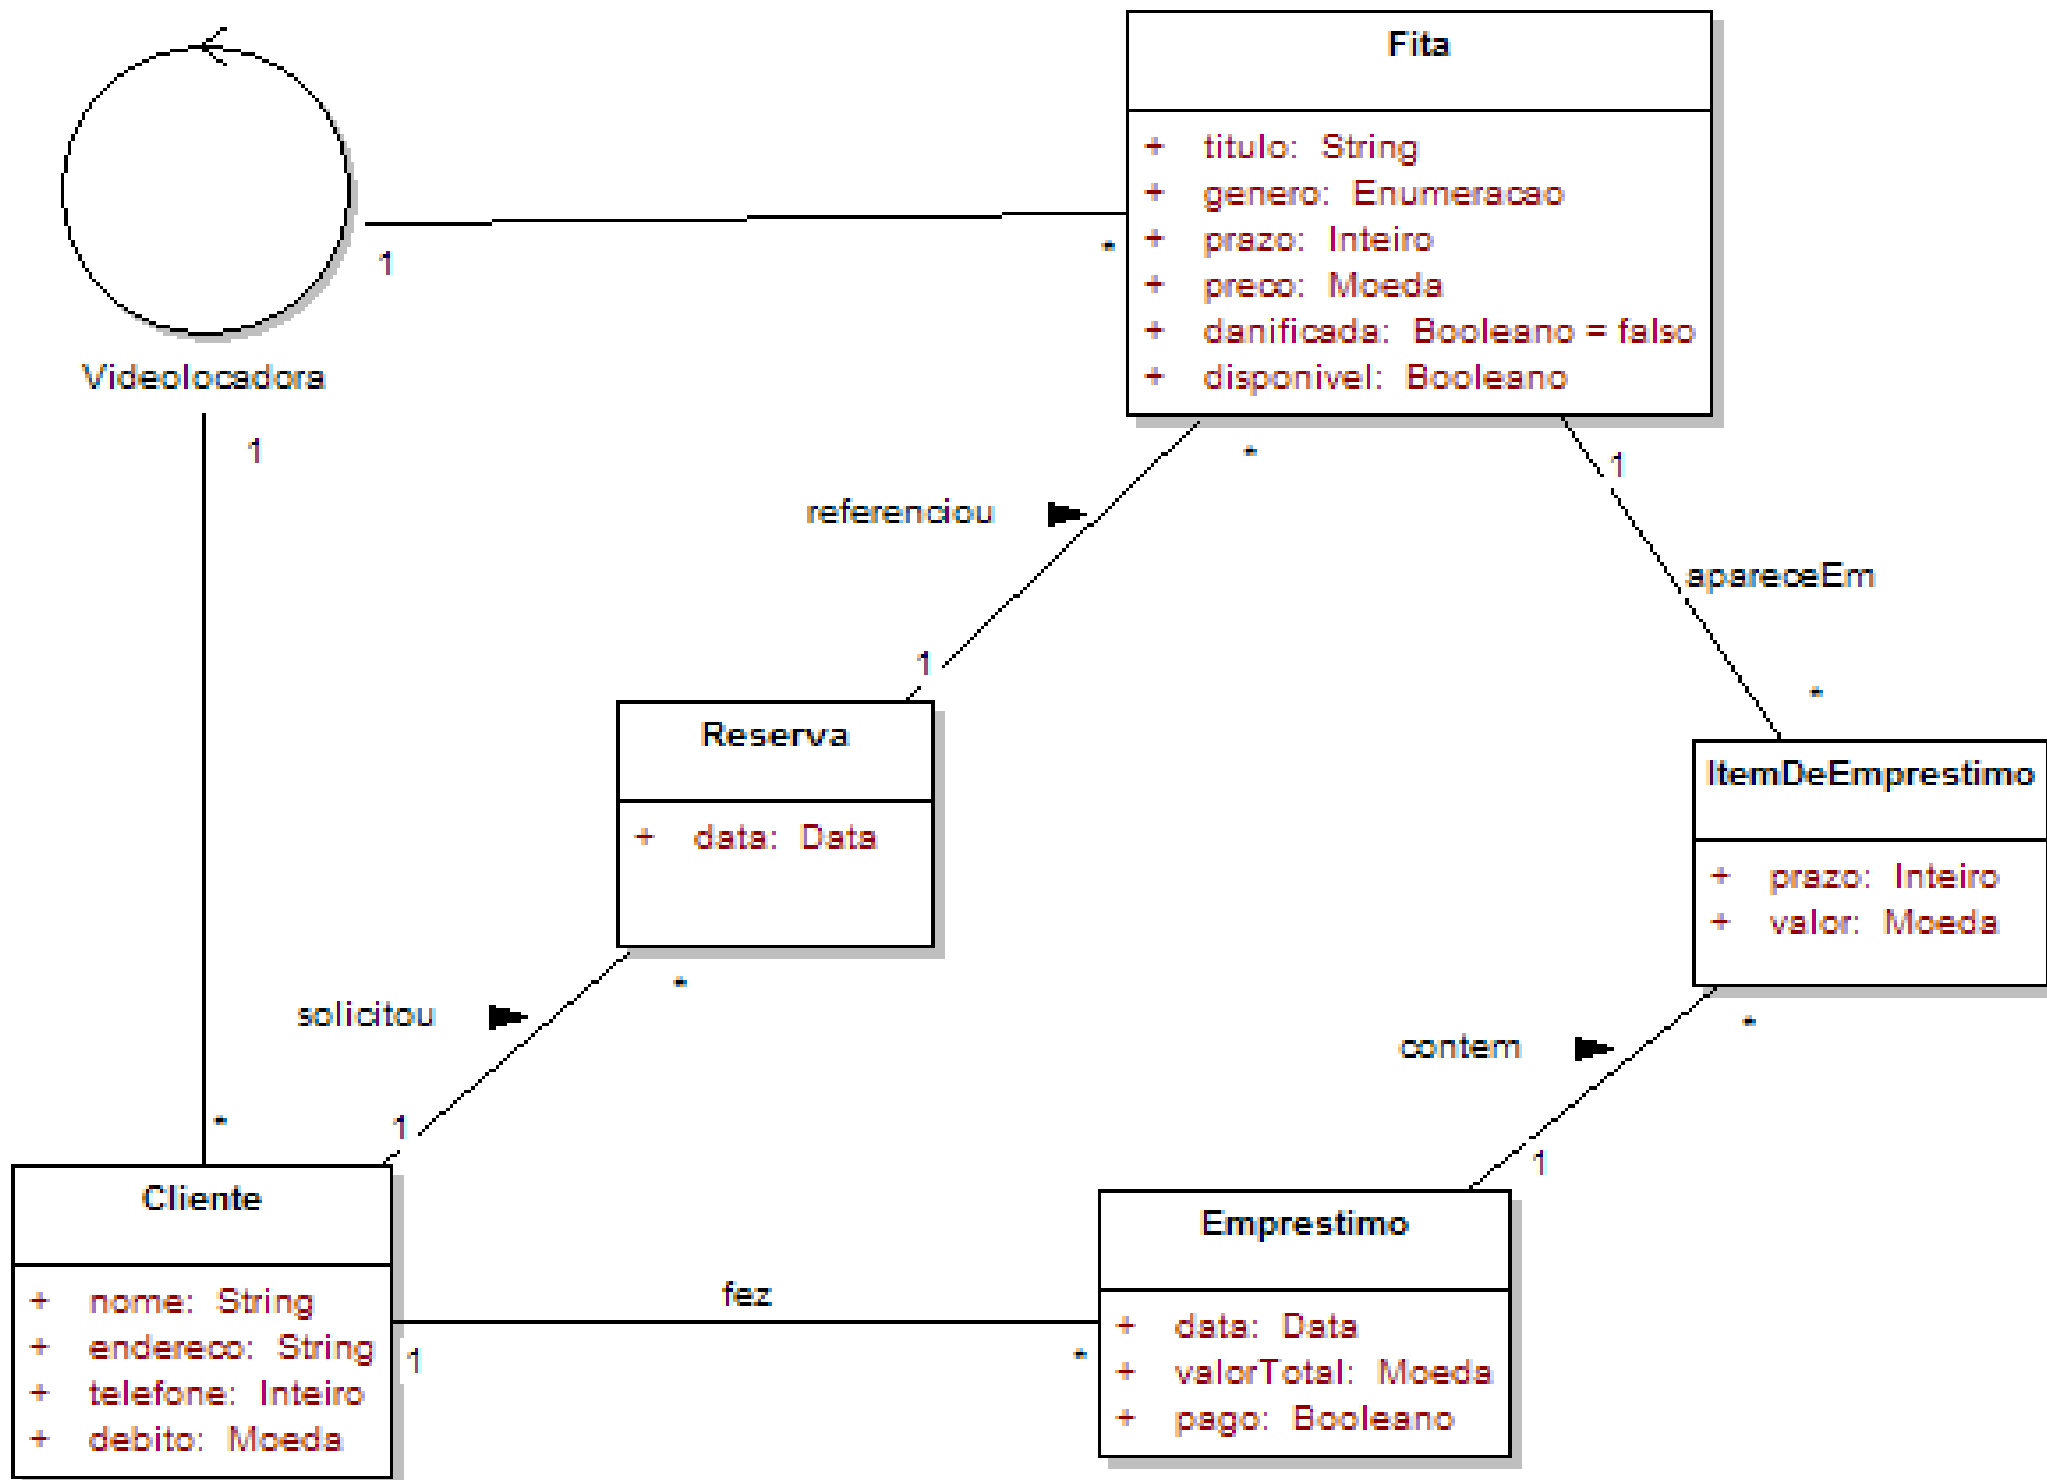 Fita
+ titulo: String
+ genero: Enumeracao
+ prazo: Inteiro
+ preco: Moeda
+ danificada: Booleano = falso
+ disponivel: Booleano
1
*
Videolocadora
1
*
1
referenciou
apareceEm
1
*
Reserva
+ data: Data
ItemDeEmprestimo
+ prazo: Inteiro
+ valor: Moeda
*
solicitou
*
contem
1
*
1
Cliente
+ nome: String
+ endereco: String
+ telefone: Inteiro
+ debito: Moeda
fez
1
*
Emprestimo
+ data: Data
+ valorTotal: Moeda
+ pago: Booleano